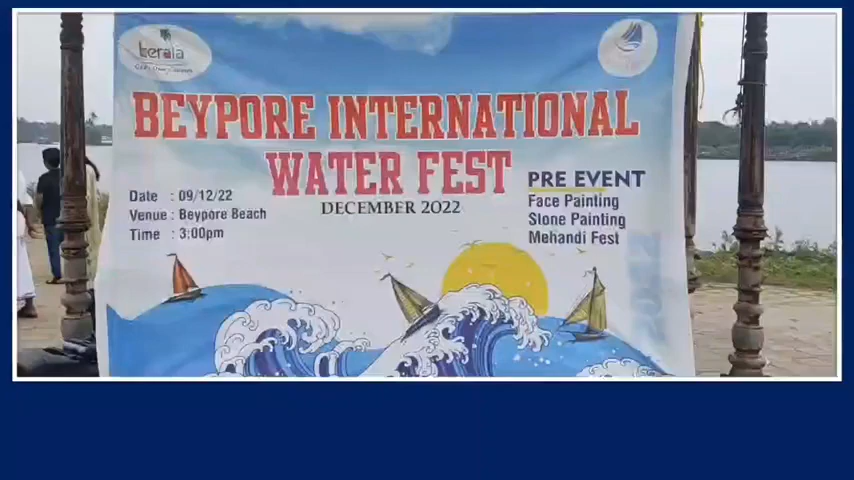 kerala
BEYPORE INTERNATIONAL
WATER FEST
DECEMBER 2022
Date : 09/12/22
Venue : Beypore Beach
Time : 3:00pm
PRE EVENT
Face Painting
Stone Painting
Mehandi Fest
2022